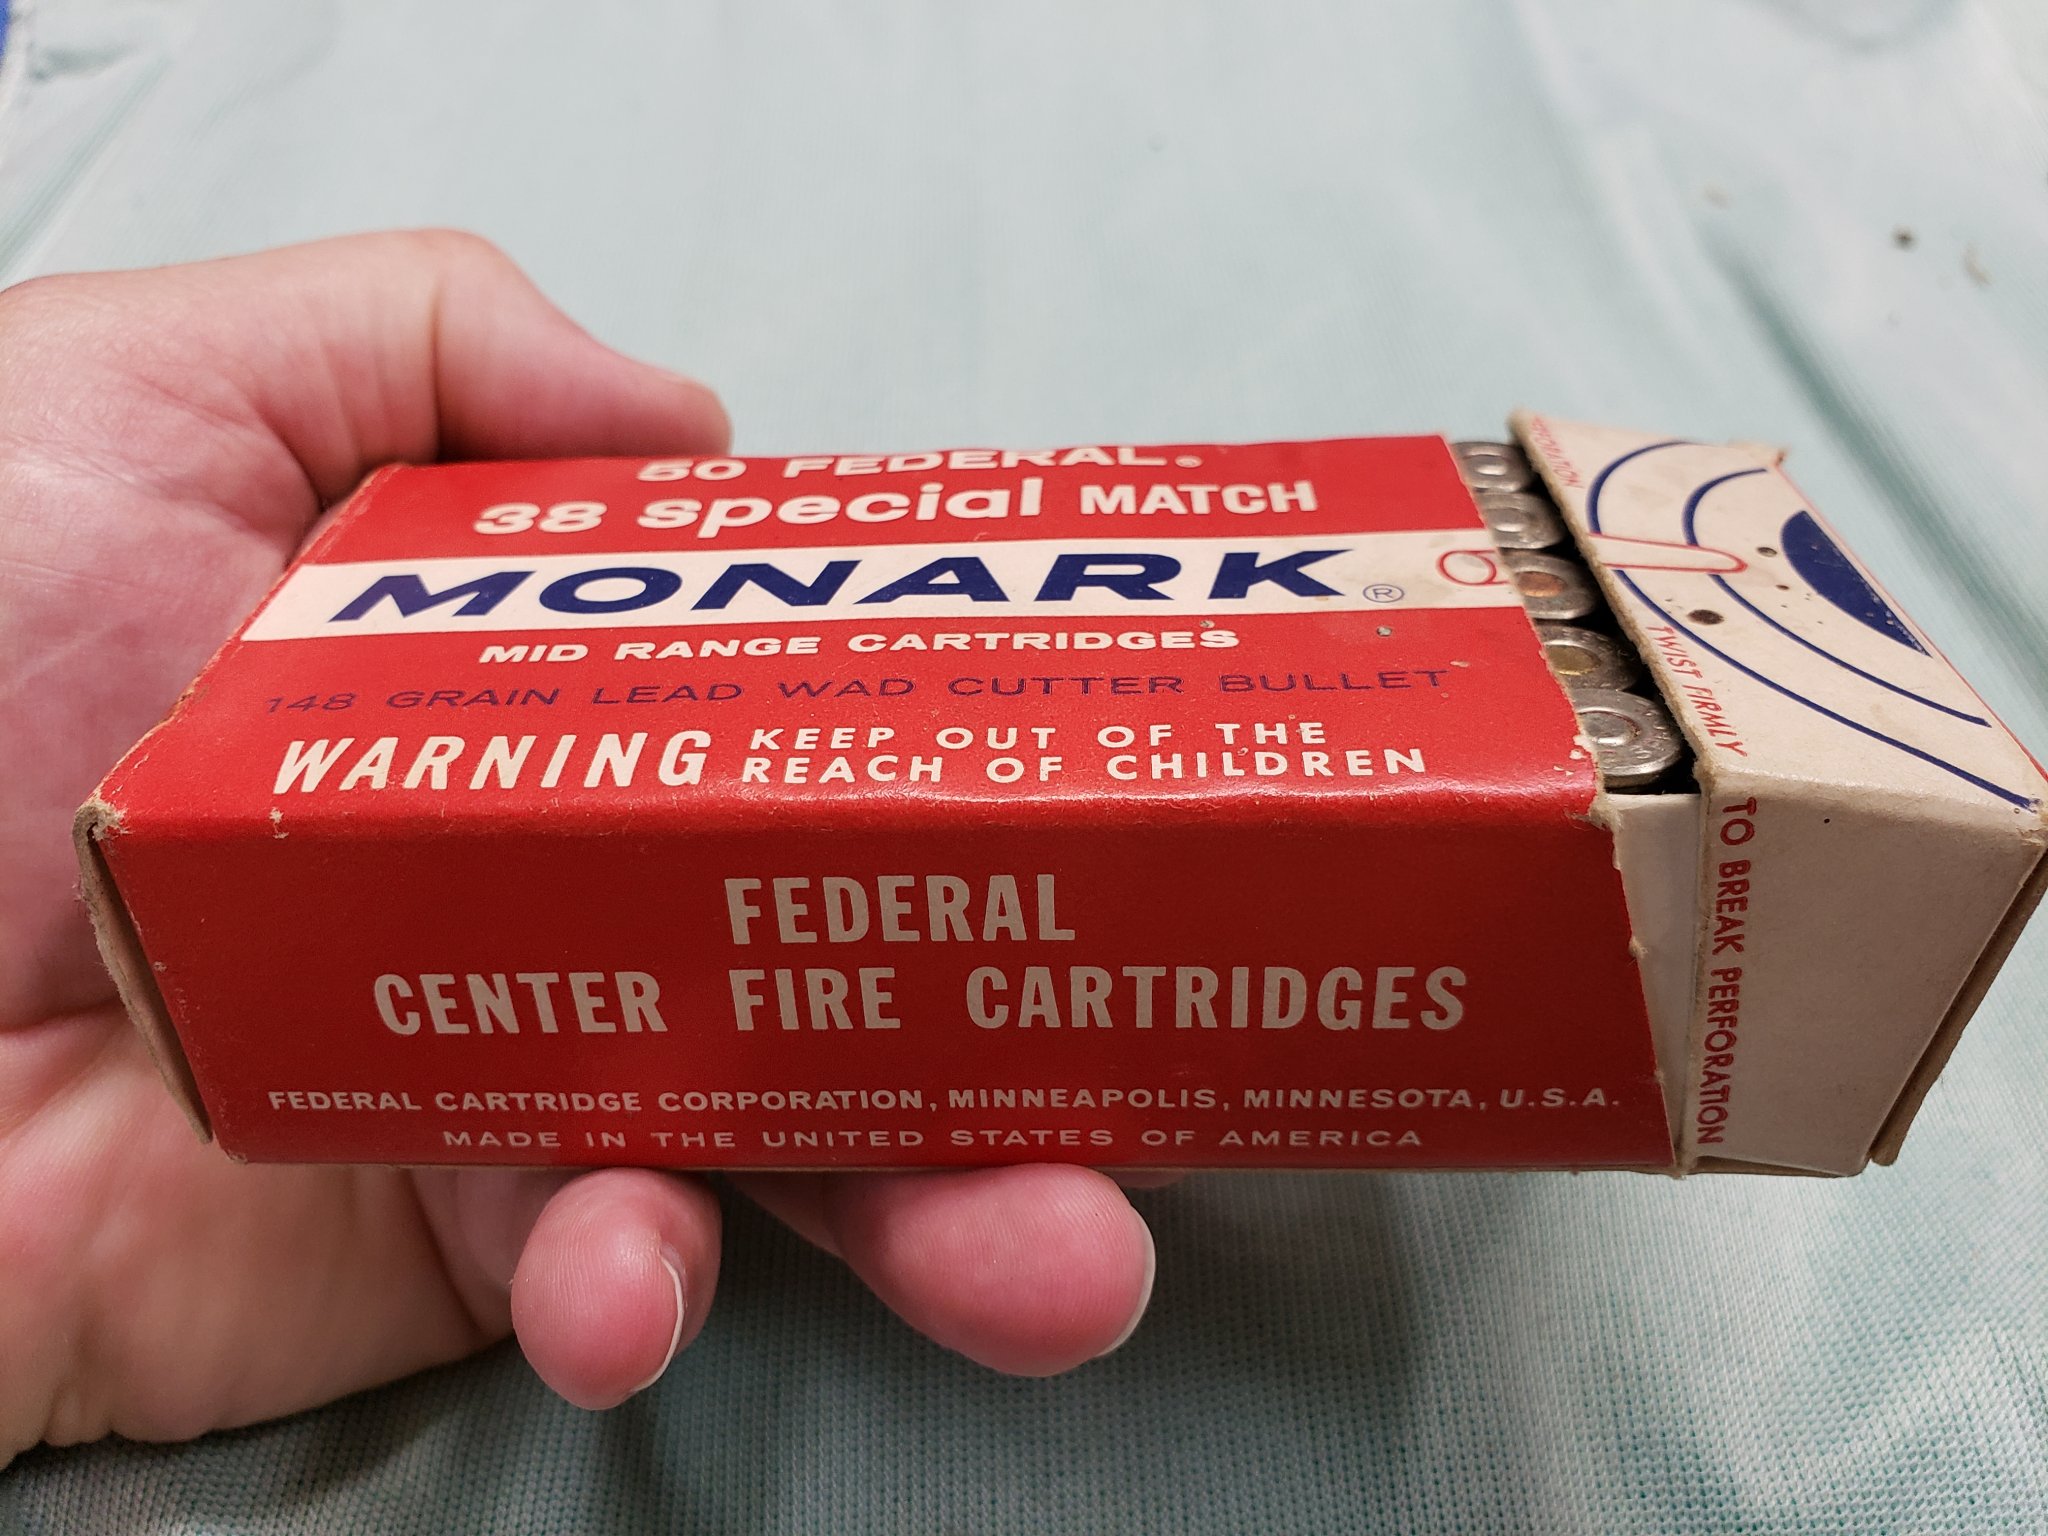 50 FEDERAL®
38 special MATCH
MONARK®
MID RANGE CARTRIDGES
148 GRAIN LEAD WAD CUTTER BULLET
WARNING KEEP OUT OF THE
REACH OF CHILDREN
FEDERAL
CENTER FIRE CARTRIDGES
FEDERAL CARTRIDGE CORPORATION, MINNEAPOLIS, MINNESOTA, U.S.A.
MADE IN THE UNITED STATES OF AMERICA
PERFORATION
TWIST FIRMLY
TO BREAK PERFORATION